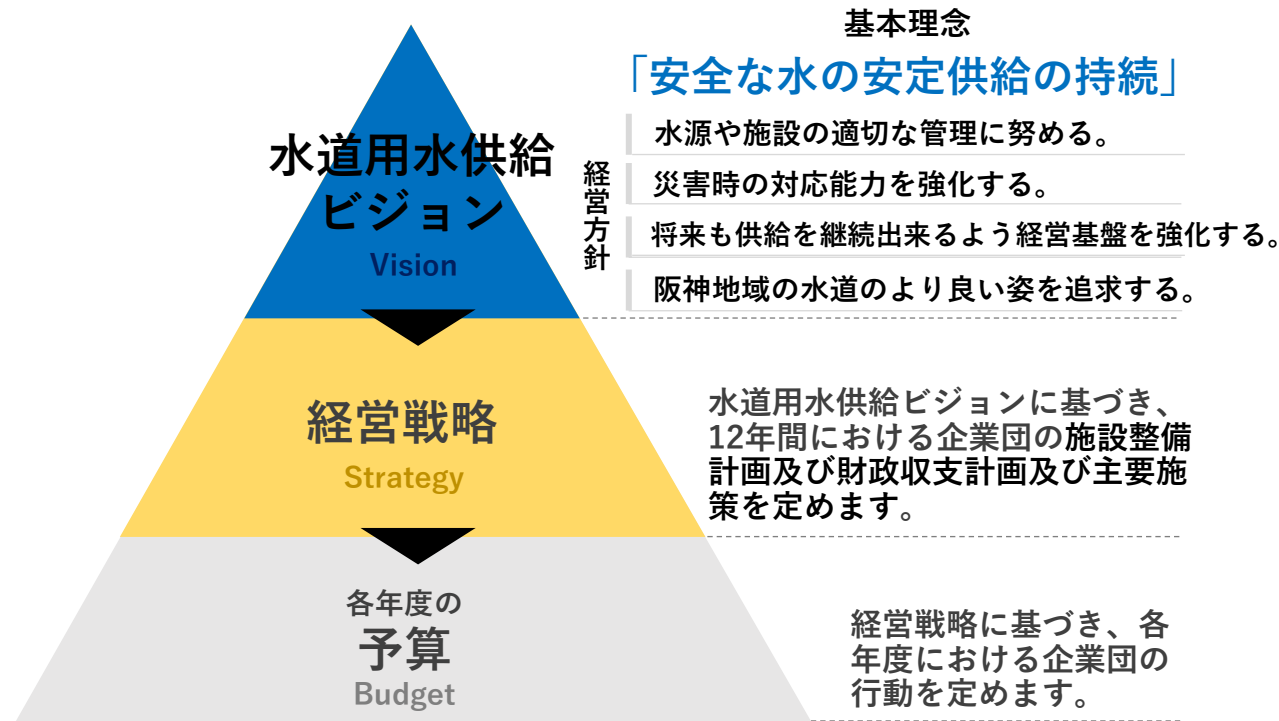 基本理念
「安全な水の安定供給の持続」
水道用水供給
ビジョン
Vision
経営方針
水源や施設の適切な管理に努める。
災害時の対応能力を強化する。
将来も供給を継続出来るよう経営基盤を強化する。
阪神地域の水道のより良い姿を追求する。
経営戦略
Strategy
水道用水供給ビジョンに基づき、
12年間における企業団の施設整備
計画及び財政収支計画及び主要施
策を定めます。
各年度の
予算
Budget
経営戦略に基づき、各
年度における企業団の
行動を定めます。